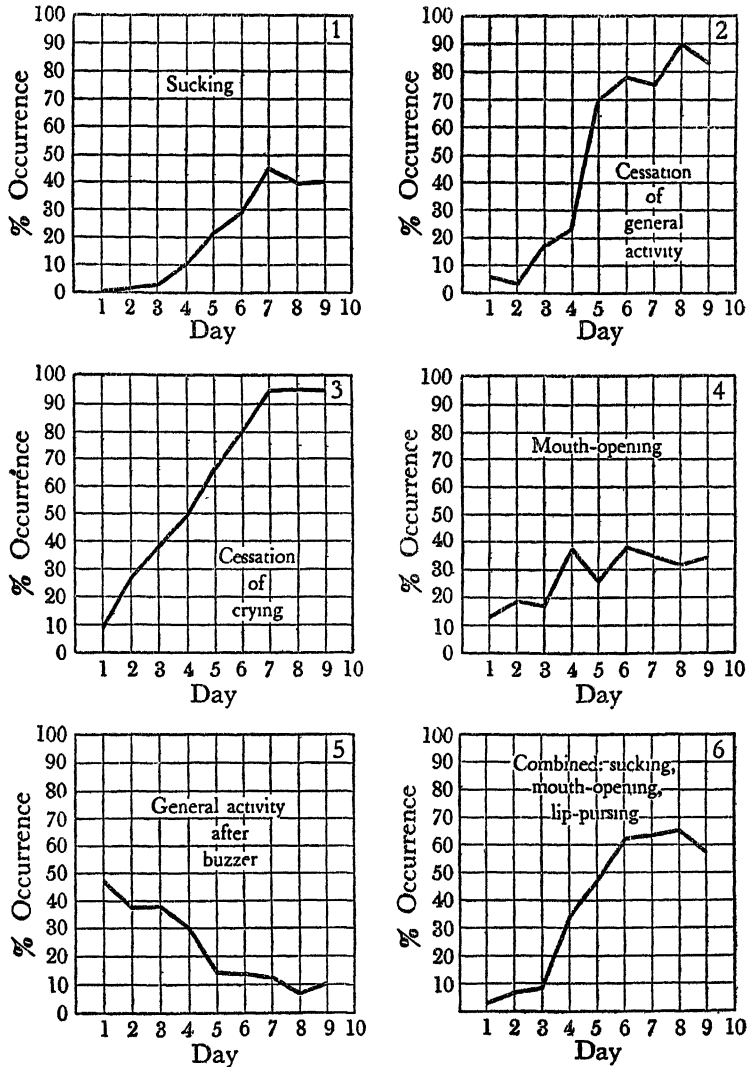 1
100
90
80
70
60
50
40
30
20
10
0
% Occurrence
Sucking
1 2 3 4 5 6 7 8 9 10
Day
2
100
90
80
70
60
50
40
30
20
10
0
% Occurrence
Cessation
of
general
activity
1 2 3 4 5 6 7 8 9 10
Day
3
100
90
80
70
60
50
40
30
20
10
0
% Occurrence
Cessation
of
crying
1 2 3 4 5 6 7 8 9 10
Day
4
100
90
80
70
60
50
40
30
20
10
0
% Occurrence
Mouth-opening
1 2 3 4 5 6 7 8 9 10
Day
5
100
90
80
70
60
50
40
30
20
10
0
% Occurrence
General activity
after
buzzer
1 2 3 4 5 6 7 8 9 10
Day
6
100
90
80
70
60
50
40
30
20
10
% Occurrence
Combined: sucking,
mouth-opening,
lip-pursing
1 2 3 4 5 6 7 8 9 10
Day